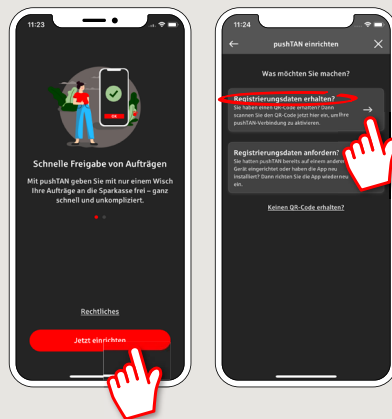 11:23
OK
Schnelle Freigabe von Aufträgen
Mit pushTAN geben Sie mit nur einem Wisch
Ihre Aufträge an die Sparkasse frei – ganz
schnell und unkompliziert.
Rechtliches
Jetzt einrichten
11:24
pushTAN einrichten
Was möchten Sie machen?
Registrierungsdaten erhalten?
Sie haben einen QR-Code erhalten? Dann
scannen Sie den QR-Code jetzt hier ein, um Ihre
pushTAN-Verbindung zu aktivieren.
Registrierungsdaten anfordern?
Sie hatten pushTAN bereits auf einem anderen
Gerät eingerichtet oder haben die App neu
installiert? Dann richten Sie die App wieder neu
ein.
Keinen QR-Code erhalten?